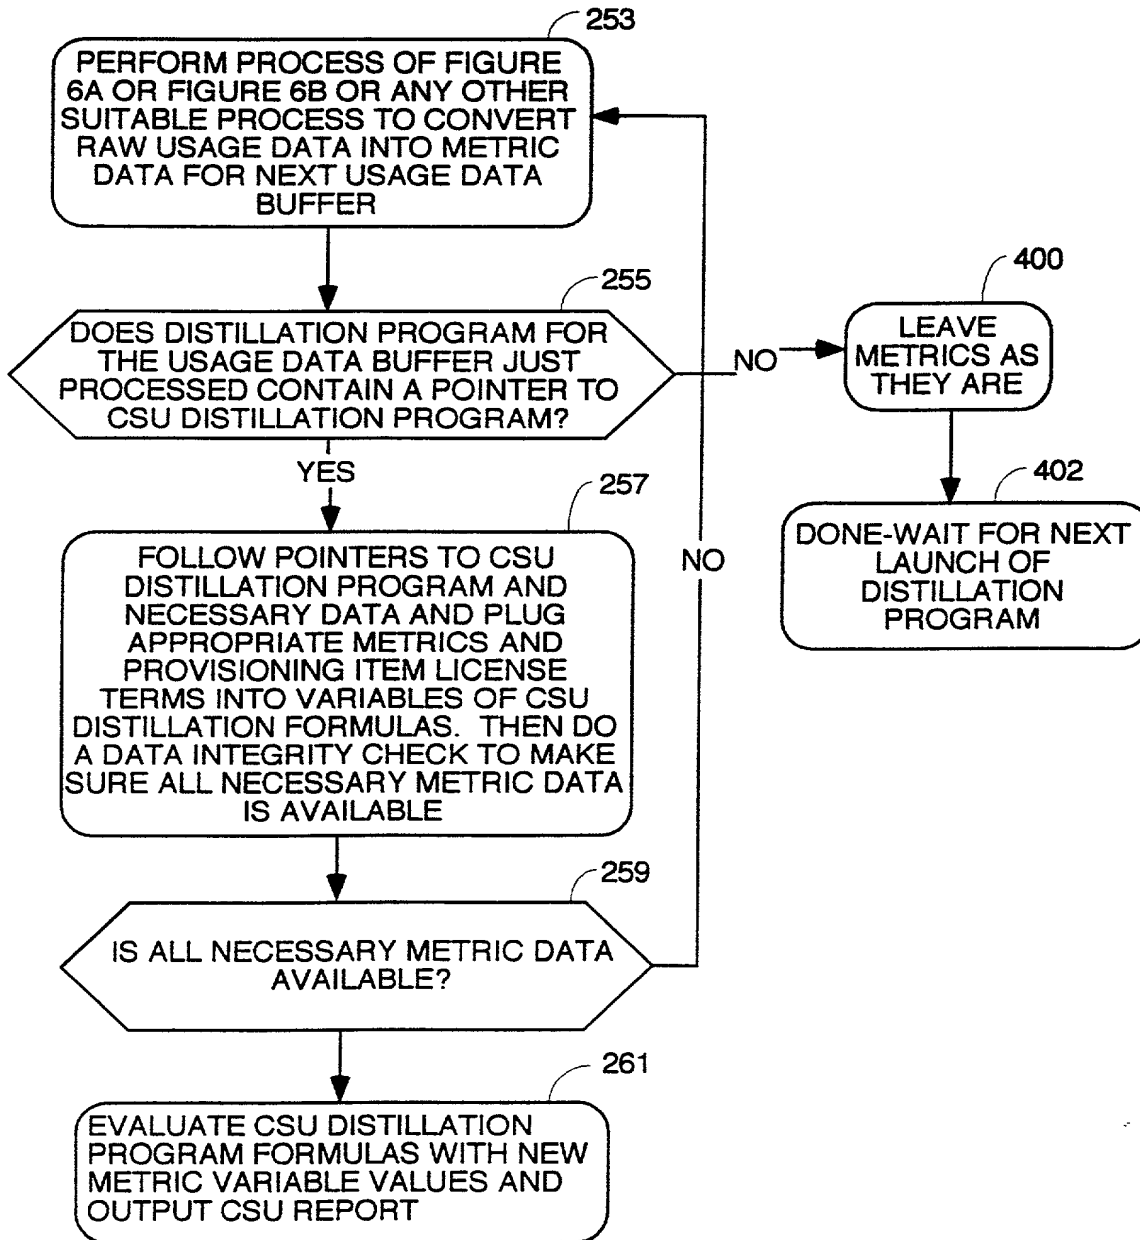 253
PERFORM PROCESS OF FIGURE
6A OR FIGURE 6B OR ANY OTHER
SUITABLE PROCESS TO CONVERT
RAW USAGE DATA INTO METRIC
DATA FOR NEXT USAGE DATA
BUFFER
255
DOES DISTILLATION PROGRAM FOR
THE USAGE DATA BUFFER JUST
PROCESSED CONTAIN A POINTER TO
CSU DISTILLATION PROGRAM?
NO
400
LEAVE
METRICS AS
THEY ARE
402
DONE-WAIT FOR NEXT
LAUNCH OF
DISTILLATION
PROGRAM
YES
257
FOLLOW POINTERS TO CSU
DISTILLATION PROGRAM AND
NECESSARY DATA AND PLUG
APPROPRIATE METRICS AND
PROVISIONING ITEM LICENSE
TERMS INTO VARIABLES OF CSU
DISTILLATION FORMULAS. THEN DO
A DATA INTEGRITY CHECK TO MAKE
SURE ALL NECESSARY METRIC DATA
IS AVAILABLE
NO
259
IS ALL NECESSARY METRIC DATA
AVAILABLE?
261
EVALUATE CSU DISTILLATION
PROGRAM FORMULAS WITH NEW
METRIC VARIABLE VALUES AND
OUTPUT CSU REPORT